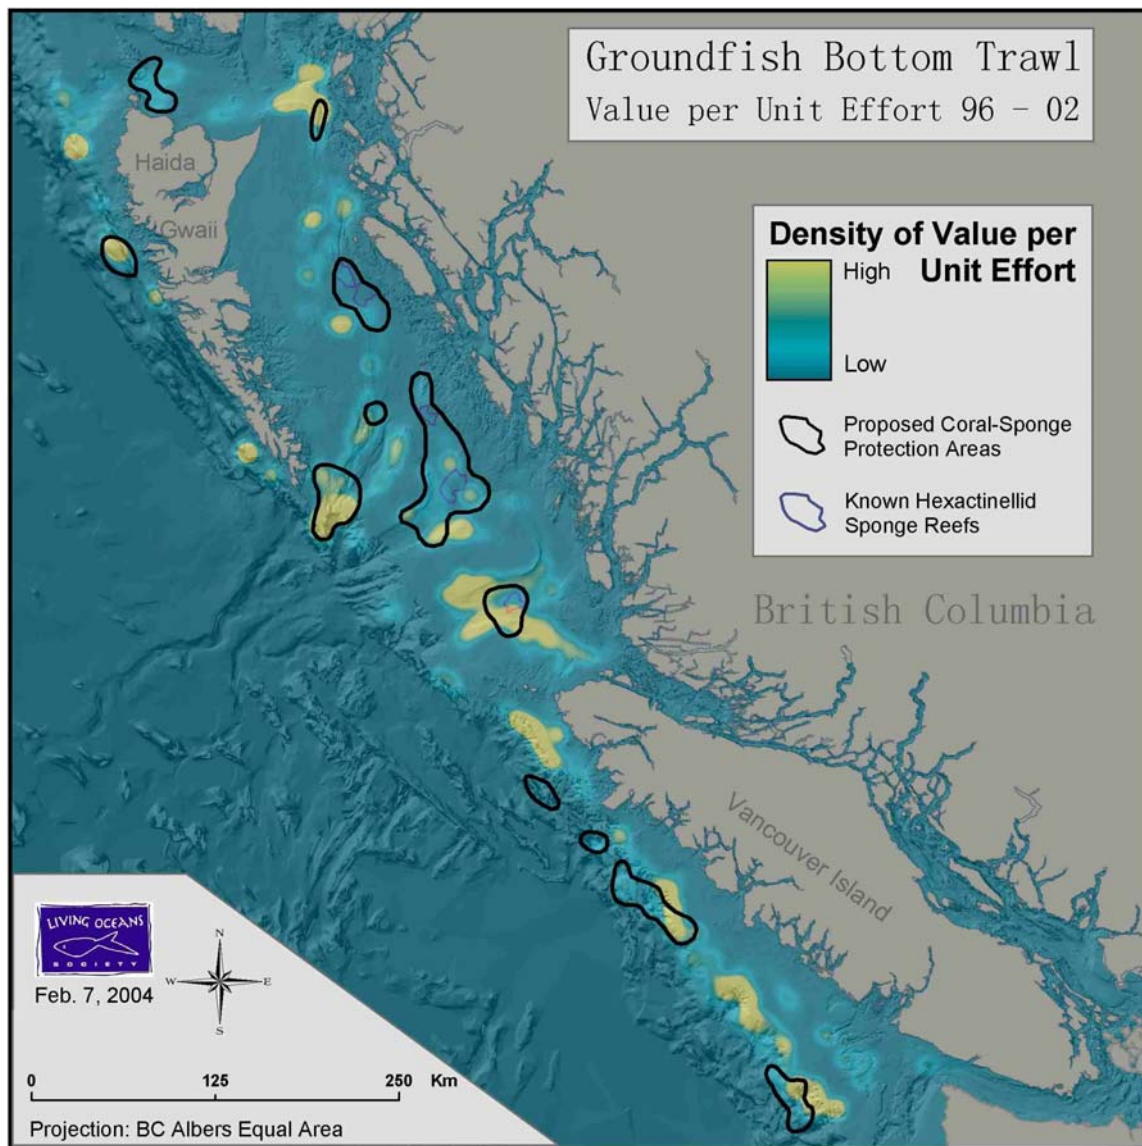 Groundfish Bottom Trawl
Value per Unit Effort 96 - 02
Haida
Gwaii
Density of Value per
Unit Effort
High
Low
Proposed Coral-Sponge
Protection Areas
Known Hexactinellid
Sponge Reefs
British Columbia
Vancouver Island
LIVING OCEANS
SOCIETY
Feb. 7, 2004
N
W
E
S
0
125
250
Km
Projection: BC Albers Equal Area